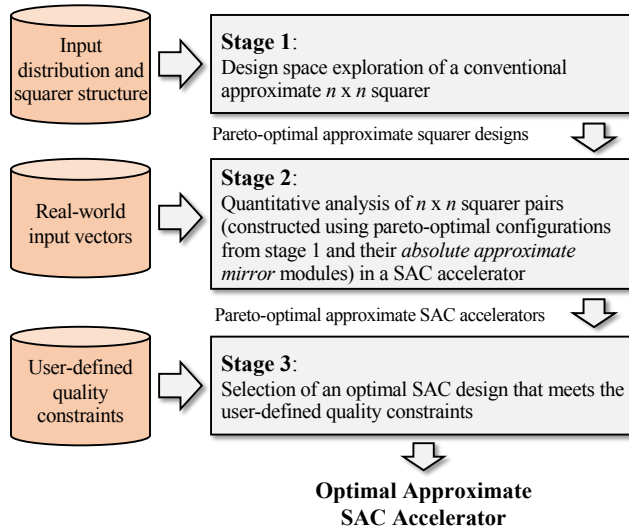 Input
distribution and
squarer structure
Stage 1:
Design space exploration of a conventional
approximate n x n squarer
Pareto-optimal approximate squarer designs
Real-world
input vectors
Stage 2:
Quantitative analysis of n x n squarer pairs
(constructed using pareto-optimal configurations
from stage 1 and their absolute approximate
mirror modules) in a SAC accelerator
Pareto-optimal approximate SAC accelerators
User-defined
quality
constraints
Stage 3:
Selection of an optimal SAC design that meets the
user-defined quality constraints
Optimal Approximate
SAC Accelerator